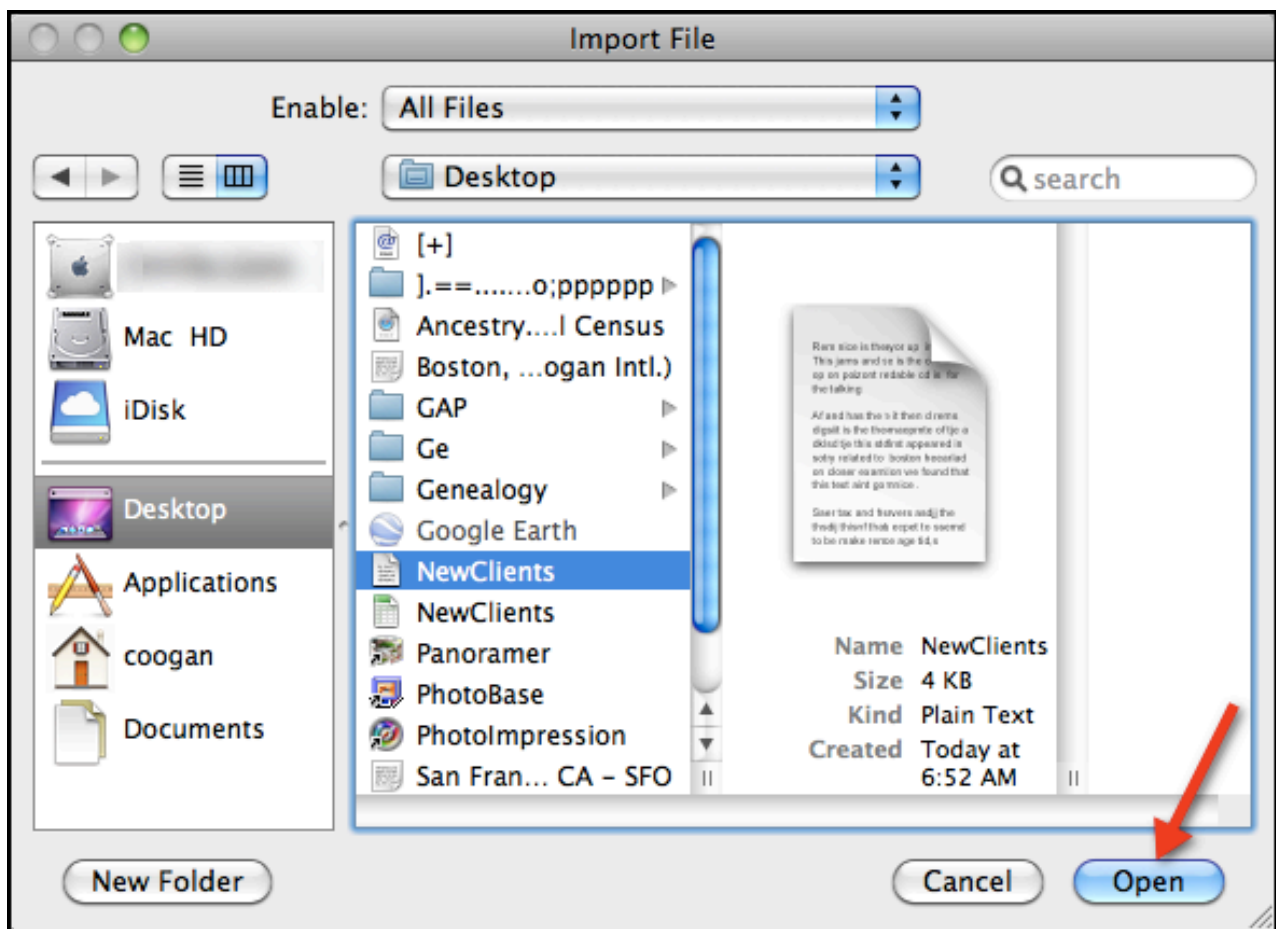 Import File
Enable: All Files
Desktop
search
Mac HD
iDisk
Desktop
Applications
coogan
Documents
[+]
].==.......o;pppppp
Ancestry....l Census
Boston, ...ogan Intl.)
GAP
Ge
Genealogy
Google Earth
NewClients
NewClients
Panoramer
PhotoBase
PhotoImpression
San Fran... CA – SFO
Name NewClients
Size 4 KB
Kind Plain Text
Created Today at
6:52 AM
New Folder
Cancel
Open